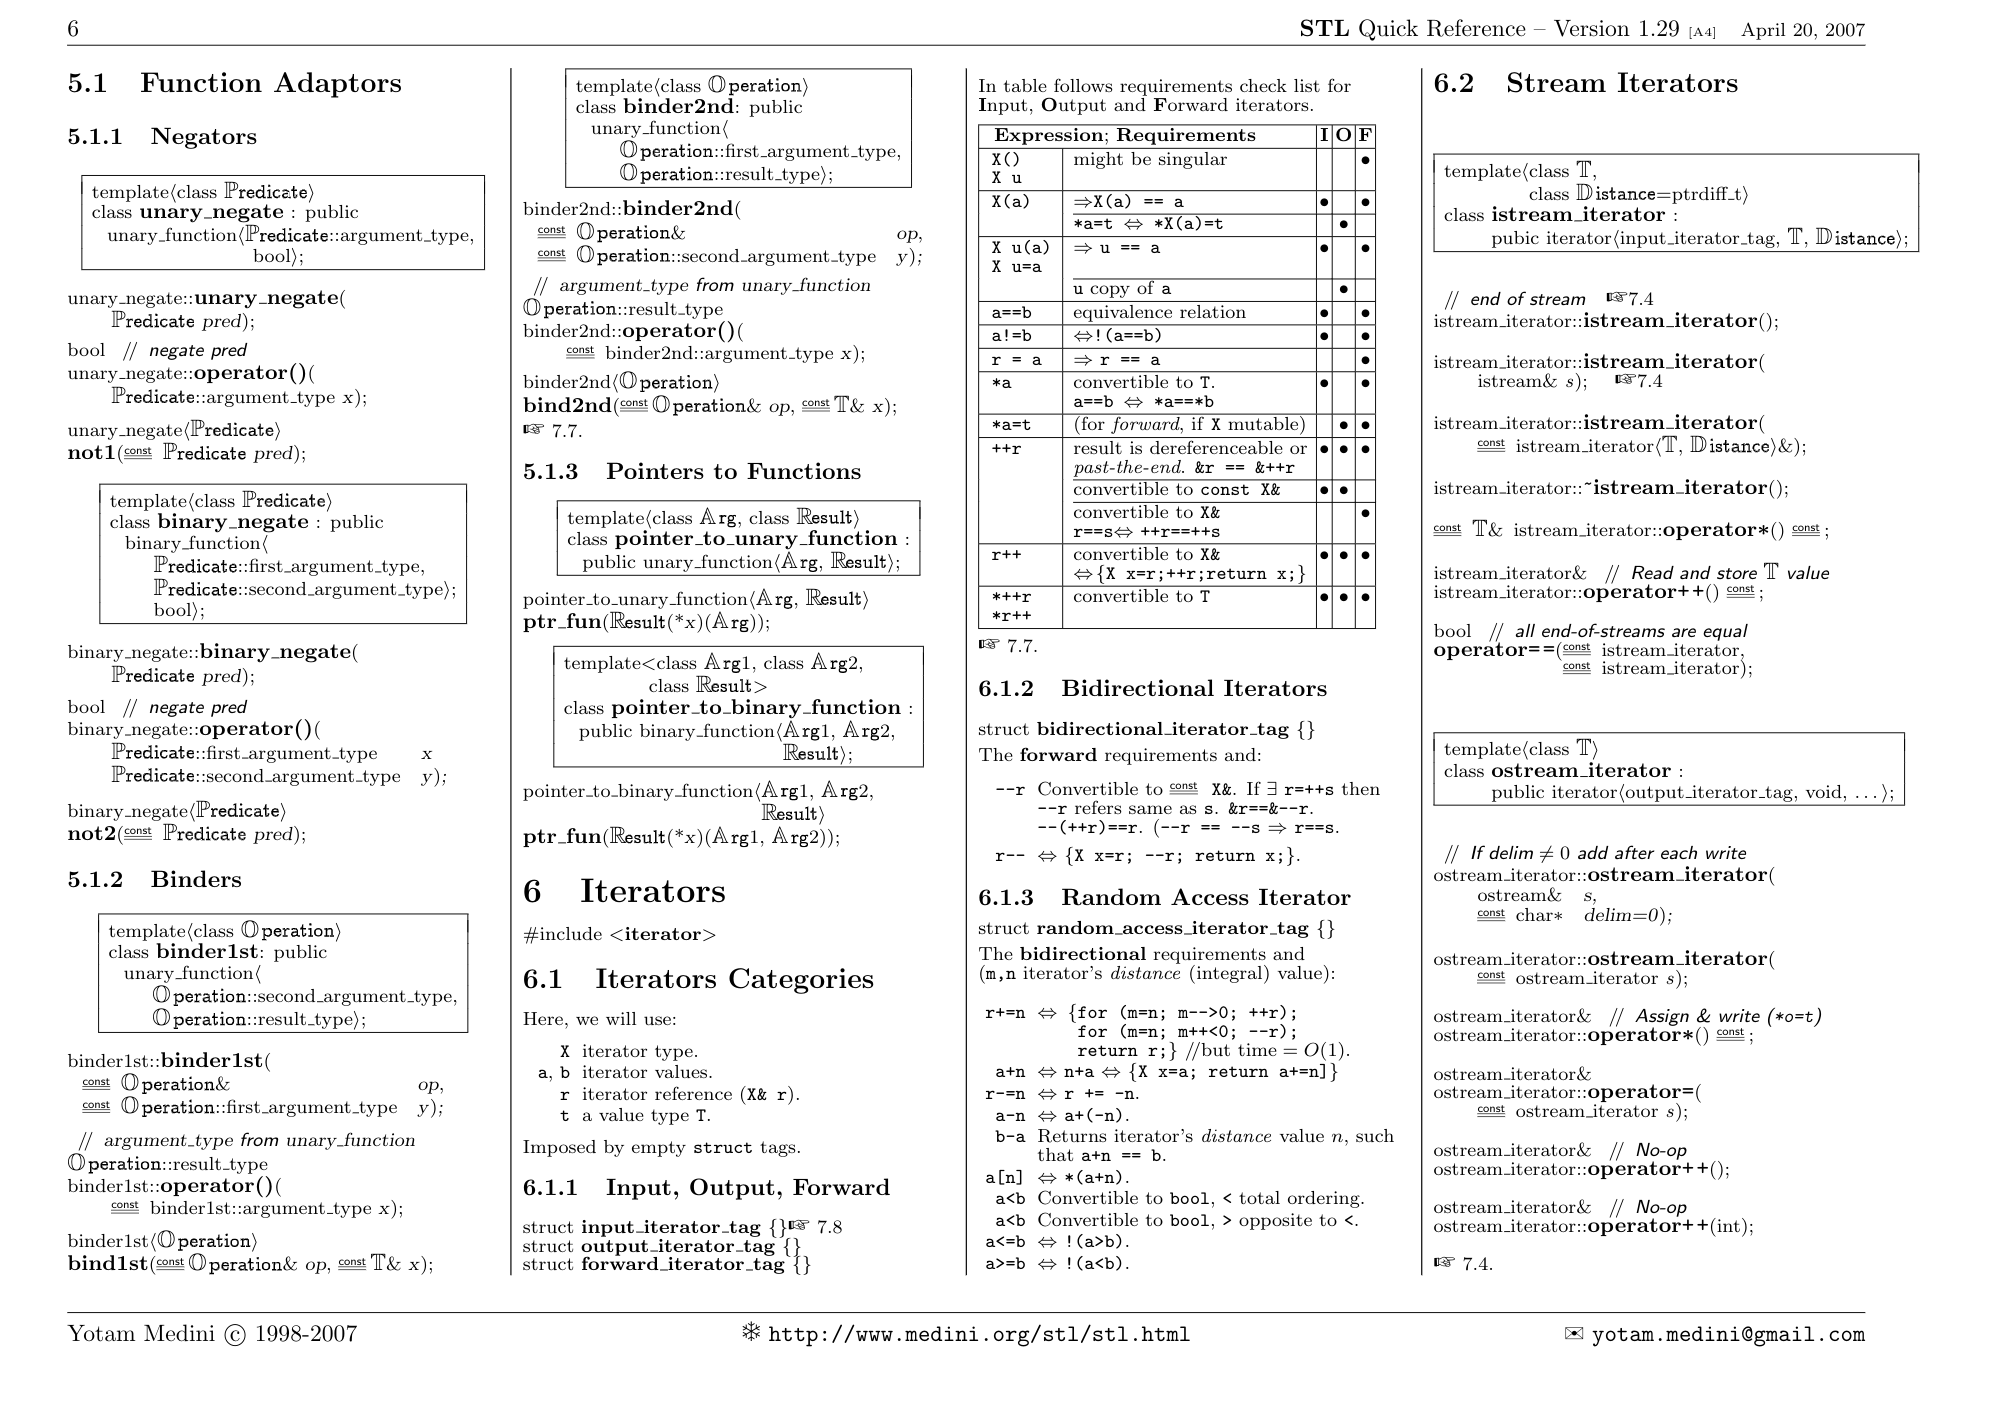 6
STL Quick Reference – Version 1.29 [A4] April 20, 2007
5.1 Function Adaptors
5.1.1 Negators
template⟨class ℙredicate⟩
class unary_negate : public
unary_function⟨ℙredicate::argument_type,
bool⟩;
unary_negate::unary_negate(
ℙredicate pred);
bool // negate pred
unary_negate::operator()(
ℙredicate::argument_type x);
unary_negate⟨ℙredicate⟩
not1(const ℙredicate pred);
template⟨class ℙredicate⟩
class binary_negate : public
binary_function⟨
ℙredicate::first_argument_type,
ℙredicate::second_argument_type⟩;
bool⟩;
binary_negate::binary_negate(
ℙredicate pred);
bool // negate pred
binary_negate::operator()(
ℙredicate::first_argument_type x
ℙredicate::second_argument_type y);
binary_negate⟨ℙredicate⟩
not2(const ℙredicate pred);
5.1.2 Binders
template⟨class 𝕆peration⟩
class binder1st: public
unary_function⟨
𝕆peration::second_argument_type,
𝕆peration::result_type⟩;
binder1st::binder1st(
const 𝕆peration& op,
const 𝕆peration::first_argument_type y);
// argument_type from unary_function
𝕆peration::result_type
binder1st::operator()(
const binder1st::argument_type x);
binder1st⟨𝕆peration⟩
bind1st(const 𝕆peration& op, const 𝕋& x);
template⟨class 𝕆peration⟩
class binder2nd: public
unary_function⟨
𝕆peration::first_argument_type,
𝕆peration::result_type⟩;
binder2nd::binder2nd(
const 𝕆peration& op,
const 𝕆peration::second_argument_type y);
// argument_type from unary_function
𝕆peration::result_type
binder2nd::operator()(
const binder2nd::argument_type x);
binder2nd⟨𝕆peration⟩
bind2nd(const 𝕆peration& op, const 𝕋& x);
☞ 7.7.
5.1.3 Pointers to Functions
template⟨class 𝔸rg, class ℝesult⟩
class pointer_to_unary_function :
public unary_function⟨𝔸rg, ℝesult⟩;
pointer_to_unary_function⟨𝔸rg, ℝesult⟩
ptr_fun(ℝesult(*x)(𝔸rg));
template<class 𝔸rg1, class 𝔸rg2,
class ℝesult>
class pointer_to_binary_function :
public binary_function⟨𝔸rg1, 𝔸rg2,
ℝesult⟩;
pointer_to_binary_function⟨𝔸rg1, 𝔸rg2,
ℝesult⟩
ptr_fun(ℝesult(*x)(𝔸rg1, 𝔸rg2));
6 Iterators
#include <iterator>
6.1 Iterators Categories
Here, we will use:
X iterator type.
a, b iterator values.
r iterator reference (X& r).
t a value type T.
Imposed by empty struct tags.
6.1.1 Input, Output, Forward
struct input_iterator_tag {}☞ 7.8
struct output_iterator_tag {}
struct forward_iterator_tag {}
In table follows requirements check list for
Input, Output and Forward iterators.
Expression; Requirements I O F
X() might be singular •
X u
X(a) ⇒X(a) == a • •
*a=t ⇔ *X(a)=t •
X u(a) ⇒ u == a • •
X u=a
u copy of a •
a==b equivalence relation • •
a!=b ⇔!(a==b) • •
r = a ⇒ r == a •
*a convertible to T. • •
a==b ⇔ *a==*b
*a=t (for forward, if X mutable) • •
++r result is dereferenceable or • • •
past-the-end. &r == &++r
convertible to const X& • •
convertible to X& •
r==s⇔ ++r==++s
r++ convertible to X& • • •
⇔{X x=r;++r;return x;}
*++r convertible to T • • •
*r++
☞ 7.7.
6.1.2 Bidirectional Iterators
struct bidirectional_iterator_tag {}
The forward requirements and:
--r Convertible to const X&. If ∃ r=++s then
--r refers same as s. &r==&--r.
--(++r)==r. (--r == --s ⇒ r==s.
r-- ⇔ {X x=r; --r; return x;}.
6.1.3 Random Access Iterator
struct random_access_iterator_tag {}
The bidirectional requirements and
(m,n iterator's distance (integral) value):
r+=n ⇔ {for (m=n; m-->0; ++r);
for (m=n; m++<0; --r);
return r;} //but time = O(1).
a+n ⇔ n+a ⇔ {X x=a; return a+=n]}
r-=n ⇔ r += -n.
a-n ⇔ a+(-n).
b-a Returns iterator's distance value n, such
that a+n == b.
a[n] ⇔ *(a+n).
a<b Convertible to bool, < total ordering.
a<b Convertible to bool, > opposite to <.
a<=b ⇔ !(a>b).
a>=b ⇔ !(a<b).
6.2 Stream Iterators
template⟨class 𝕋,
class 𝔻istance=ptrdiff_t⟩
class istream_iterator :
pubic iterator⟨input_iterator_tag, 𝕋, 𝔻istance⟩;
// end of stream ☞7.4
istream_iterator::istream_iterator();
istream_iterator::istream_iterator(
istream& s); ☞7.4
istream_iterator::istream_iterator(
const istream_iterator⟨𝕋, 𝔻istance⟩&);
istream_iterator::~istream_iterator();
const 𝕋& istream_iterator::operator*() const;
istream_iterator& // Read and store 𝕋 value
istream_iterator::operator++() const;
bool // all end-of-streams are equal
operator==(const istream_iterator,
const istream_iterator);
template⟨class 𝕋⟩
class ostream_iterator :
public iterator⟨output_iterator_tag, void, ...⟩;
// If delim ≠ 0 add after each write
ostream_iterator::ostream_iterator(
ostream& s,
const char* delim=0);
ostream_iterator::ostream_iterator(
const ostream_iterator s);
ostream_iterator& // Assign & write (*o=t)
ostream_iterator::operator*() const;
ostream_iterator&
ostream_iterator::operator=(
const ostream_iterator s);
ostream_iterator& // No-op
ostream_iterator::operator++();
ostream_iterator& // No-op
ostream_iterator::operator++(int);
☞ 7.4.
Yotam Medini © 1998-2007
❄ http://www.medini.org/stl/stl.html
✉ yotam.medini@gmail.com